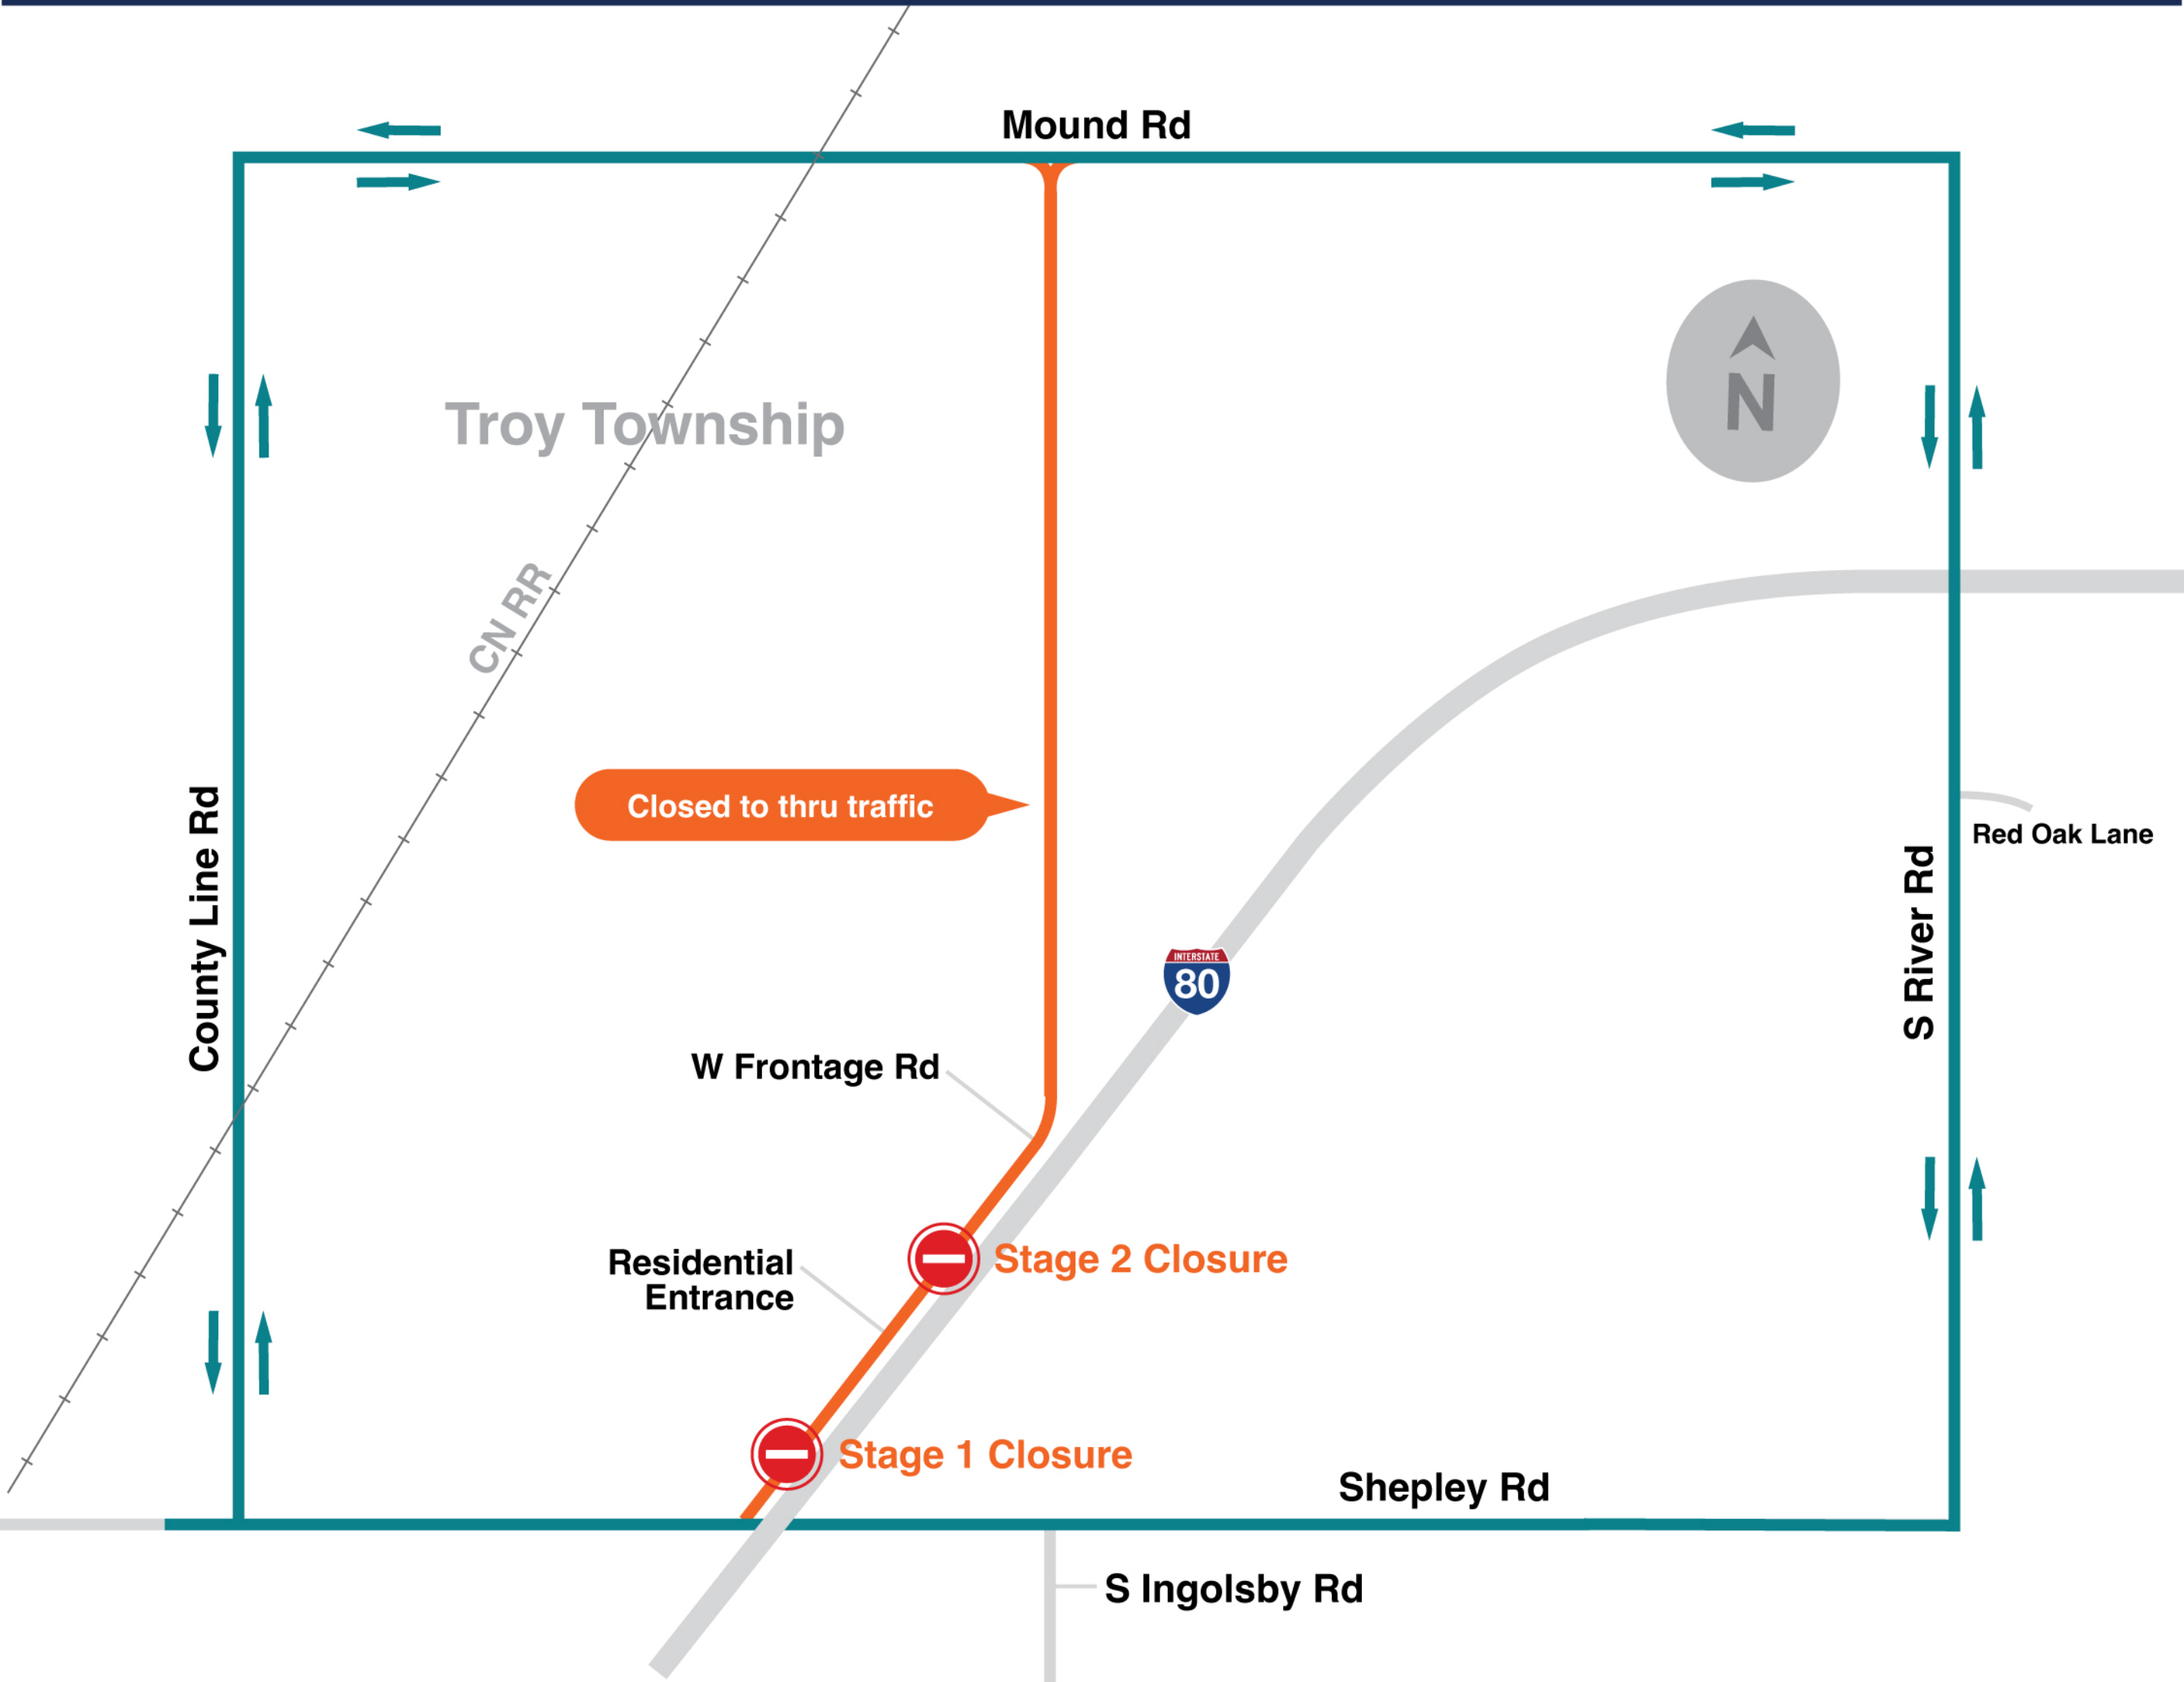 Mound Rd
N
Troy Township
CN RR
Closed to thru traffic
County Line Rd
Red Oak Lane
S River Rd
INTERSTATE
80
W Frontage Rd
Residential
Entrance
Stage 2 Closure
Stage 1 Closure
Shepley Rd
S Ingolsby Rd